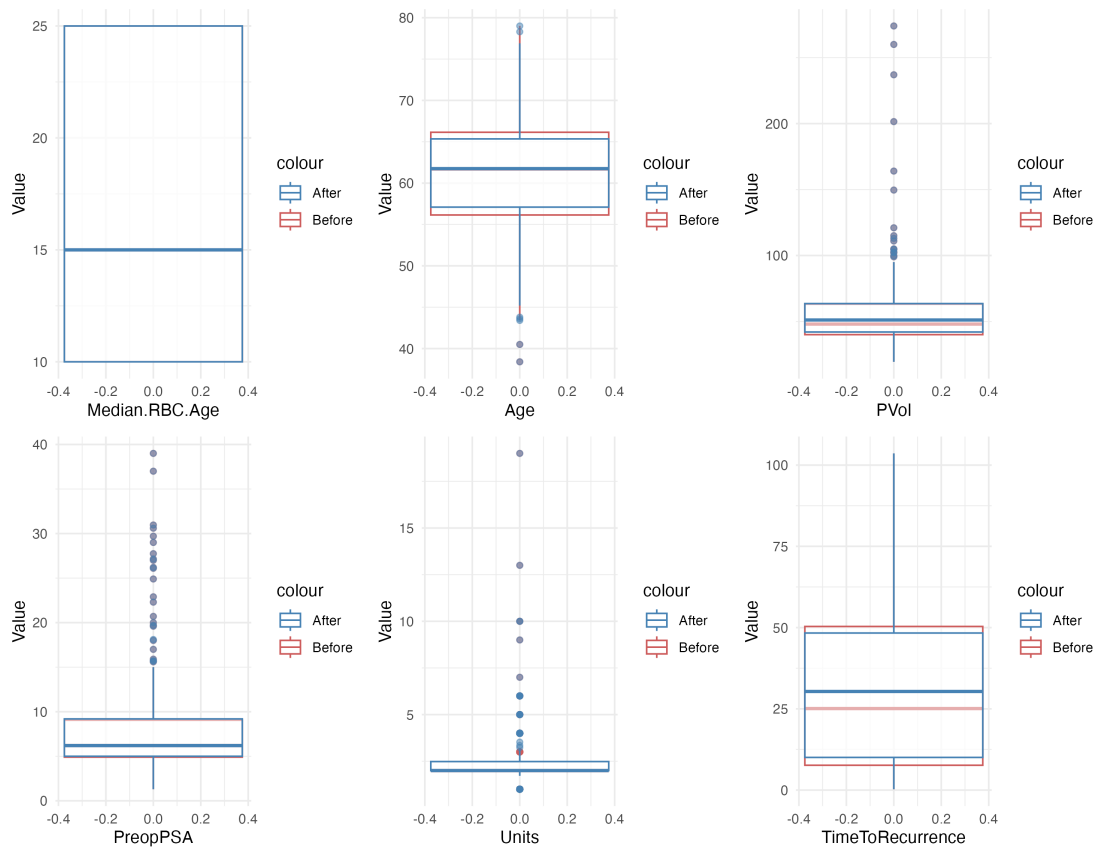 Value
25
20
15
10
-0.4 -0.2 0.0 0.2 0.4
Median.RBC.Age
colour
After
Before
Value
80
70
60
50
40
-0.4 -0.2 0.0 0.2 0.4
Age
colour
After
Before
Value
200
100
-0.4 -0.2 0.0 0.2 0.4
PVol
colour
After
Before
Value
40
30
20
10
0
-0.4 -0.2 0.0 0.2 0.4
PreopPSA
colour
After
Before
Value
15
10
5
-0.4 -0.2 0.0 0.2 0.4
Units
colour
After
Before
Value
100
75
50
25
0
-0.4 -0.2 0.0 0.2 0.4
TimeToRecurrence
colour
After
Before